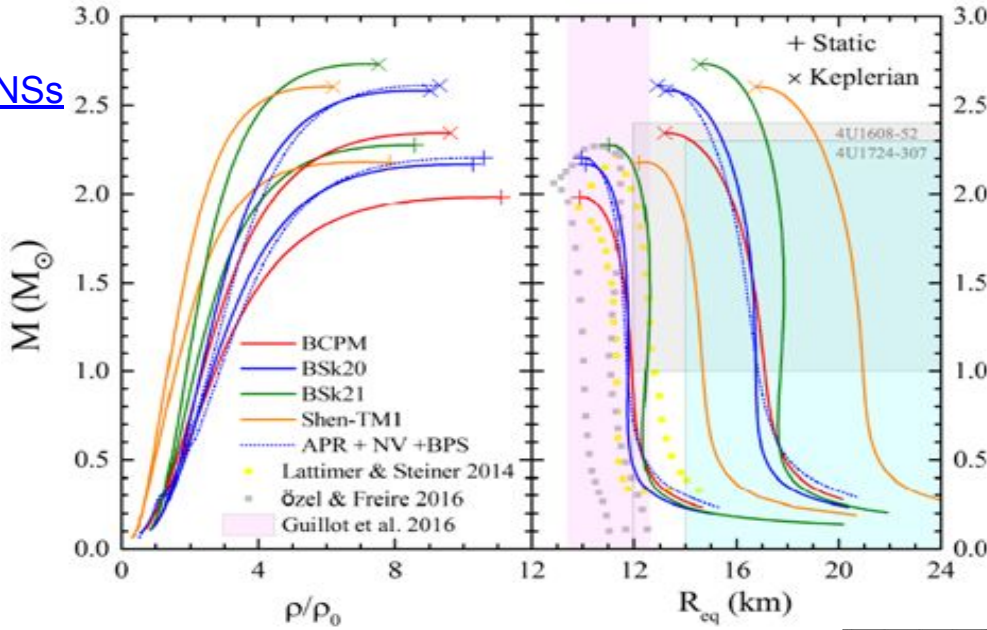 NSs
3.0
2.5
2.0
1.5
1.0
0.5
0.0
M (M⊙)
0
4
8
12
ρ/ρ₀
BCPM
BSk20
BSk21
Shen-TM1
APR + NV +BPS
Lattimer & Steiner 2014
özel & Freire 2016
Guillot et al. 2016
+ Static
× Keplerian
4U1608-52
4U1724-307
12
16
20
24
R_eq (km)
3.0
2.5
2.0
1.5
1.0
0.5
0.0